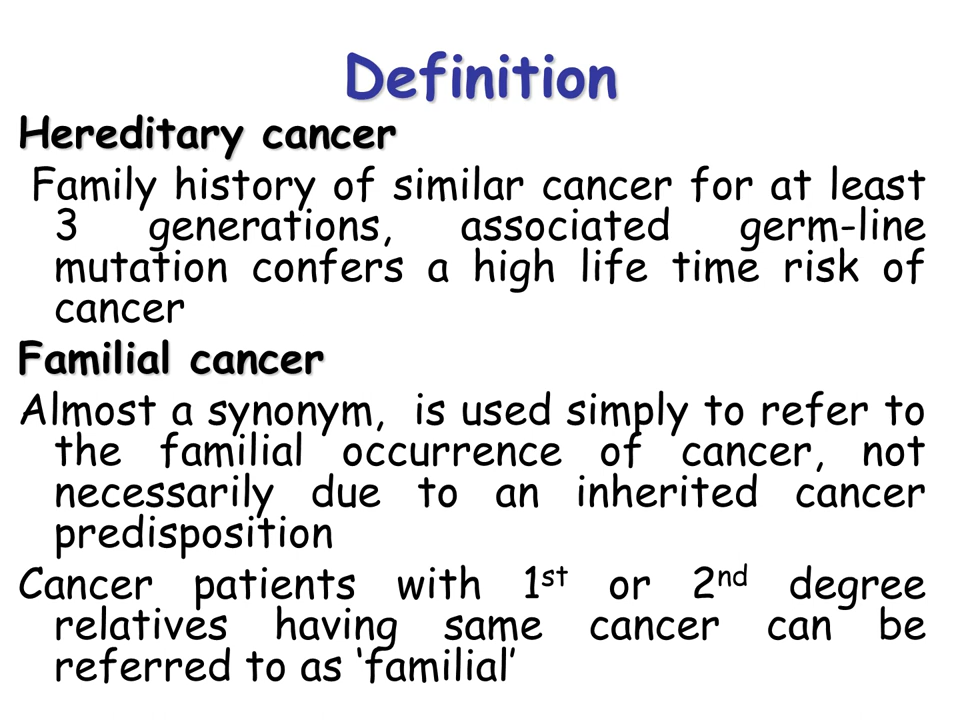 Definition
Hereditary cancer
Family history of similar cancer for at least
3 generations, associated germ-line
mutation confers a high life time risk of
cancer
Familial cancer
Almost a synonym, is used simply to refer to
the familial occurrence of cancer, not
necessarily due to an inherited cancer
predisposition
Cancer patients with 1st or 2nd degree
relatives having same cancer can be
referred to as ‘familial’